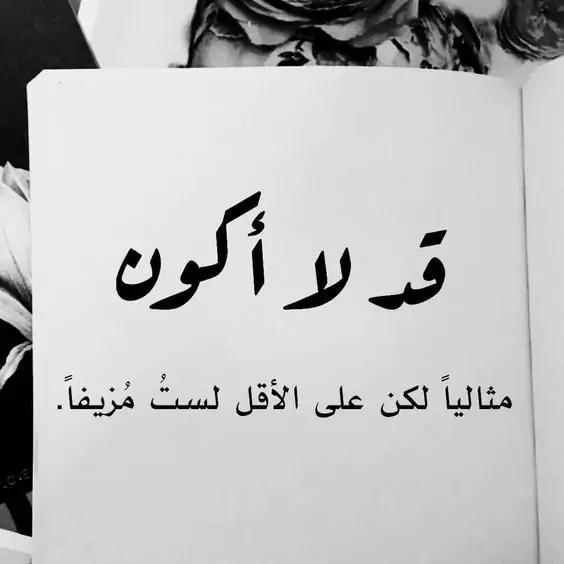 قد لا أكون
مثالياً لكن على الأقل لستُ مُزيفاً.